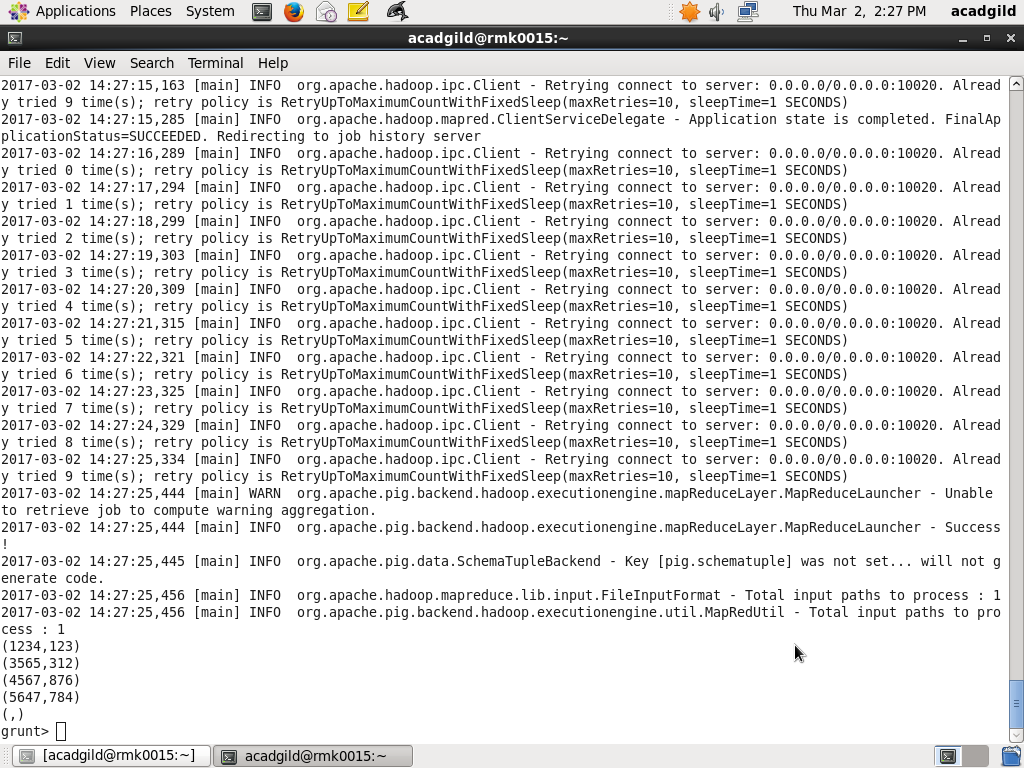 Applications Places System Thu Mar 2, 2:27 PM acadgild
acadgild@rmk0015:~
File Edit View Search Terminal Help
2017-03-02 14:27:15,163 [main] INFO  org.apache.hadoop.ipc.Client - Retrying connect to server: 0.0.0.0/0.0.0.0:10020. Alread
y tried 9 time(s); retry policy is RetryUpToMaximumCountWithFixedSleep(maxRetries=10, sleepTime=1 SECONDS)
2017-03-02 14:27:15,285 [main] INFO  org.apache.hadoop.mapred.ClientServiceDelegate - Application state is completed. FinalAp
plicationStatus=SUCCEEDED. Redirecting to job history server
2017-03-02 14:27:16,289 [main] INFO  org.apache.hadoop.ipc.Client - Retrying connect to server: 0.0.0.0/0.0.0.0:10020. Alread
y tried 0 time(s); retry policy is RetryUpToMaximumCountWithFixedSleep(maxRetries=10, sleepTime=1 SECONDS)
2017-03-02 14:27:17,294 [main] INFO  org.apache.hadoop.ipc.Client - Retrying connect to server: 0.0.0.0/0.0.0.0:10020. Alread
y tried 1 time(s); retry policy is RetryUpToMaximumCountWithFixedSleep(maxRetries=10, sleepTime=1 SECONDS)
2017-03-02 14:27:18,299 [main] INFO  org.apache.hadoop.ipc.Client - Retrying connect to server: 0.0.0.0/0.0.0.0:10020. Alread
y tried 2 time(s); retry policy is RetryUpToMaximumCountWithFixedSleep(maxRetries=10, sleepTime=1 SECONDS)
2017-03-02 14:27:19,303 [main] INFO  org.apache.hadoop.ipc.Client - Retrying connect to server: 0.0.0.0/0.0.0.0:10020. Alread
y tried 3 time(s); retry policy is RetryUpToMaximumCountWithFixedSleep(maxRetries=10, sleepTime=1 SECONDS)
2017-03-02 14:27:20,309 [main] INFO  org.apache.hadoop.ipc.Client - Retrying connect to server: 0.0.0.0/0.0.0.0:10020. Alread
y tried 4 time(s); retry policy is RetryUpToMaximumCountWithFixedSleep(maxRetries=10, sleepTime=1 SECONDS)
2017-03-02 14:27:21,315 [main] INFO  org.apache.hadoop.ipc.Client - Retrying connect to server: 0.0.0.0/0.0.0.0:10020. Alread
y tried 5 time(s); retry policy is RetryUpToMaximumCountWithFixedSleep(maxRetries=10, sleepTime=1 SECONDS)
2017-03-02 14:27:22,321 [main] INFO  org.apache.hadoop.ipc.Client - Retrying connect to server: 0.0.0.0/0.0.0.0:10020. Alread
y tried 6 time(s); retry policy is RetryUpToMaximumCountWithFixedSleep(maxRetries=10, sleepTime=1 SECONDS)
2017-03-02 14:27:23,325 [main] INFO  org.apache.hadoop.ipc.Client - Retrying connect to server: 0.0.0.0/0.0.0.0:10020. Alread
y tried 7 time(s); retry policy is RetryUpToMaximumCountWithFixedSleep(maxRetries=10, sleepTime=1 SECONDS)
2017-03-02 14:27:24,329 [main] INFO  org.apache.hadoop.ipc.Client - Retrying connect to server: 0.0.0.0/0.0.0.0:10020. Alread
y tried 8 time(s); retry policy is RetryUpToMaximumCountWithFixedSleep(maxRetries=10, sleepTime=1 SECONDS)
2017-03-02 14:27:25,334 [main] INFO  org.apache.hadoop.ipc.Client - Retrying connect to server: 0.0.0.0/0.0.0.0:10020. Alread
y tried 9 time(s); retry policy is RetryUpToMaximumCountWithFixedSleep(maxRetries=10, sleepTime=1 SECONDS)
2017-03-02 14:27:25,444 [main] WARN  org.apache.pig.backend.hadoop.executionengine.mapReduceLayer.MapReduceLauncher - Unable
to retrieve job to compute warning aggregation.
2017-03-02 14:27:25,444 [main] INFO  org.apache.pig.backend.hadoop.executionengine.mapReduceLayer.MapReduceLauncher - Success
!
2017-03-02 14:27:25,445 [main] INFO  org.apache.pig.data.SchemaTupleBackend - Key [pig.schematuple] was not set... will not g
enerate code.
2017-03-02 14:27:25,456 [main] INFO  org.apache.hadoop.mapreduce.lib.input.FileInputFormat - Total input paths to process : 1
2017-03-02 14:27:25,456 [main] INFO  org.apache.pig.backend.hadoop.executionengine.util.MapRedUtil - Total input paths to pro
cess : 1
(1234,123)
(3565,312)
(4567,876)
(5647,784)
(,)
grunt>
[acadgild@rmk0015:~] acadgild@rmk0015:~